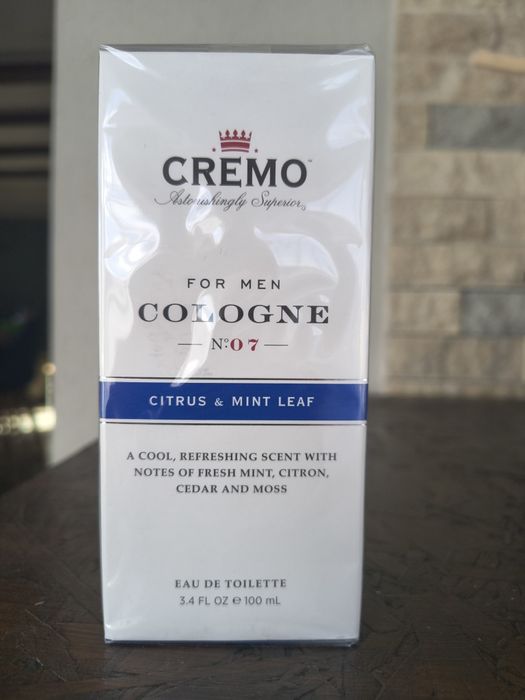 CREMO™
Astonishingly Superior®
FOR MEN
COLOGNE
Nº07
CITRUS & MINT LEAF
A COOL, REFRESHING SCENT WITH
NOTES OF FRESH MINT, CITRON,
CEDAR AND MOSS
EAU DE TOILETTE
3.4 FL OZ ℮ 100 mL